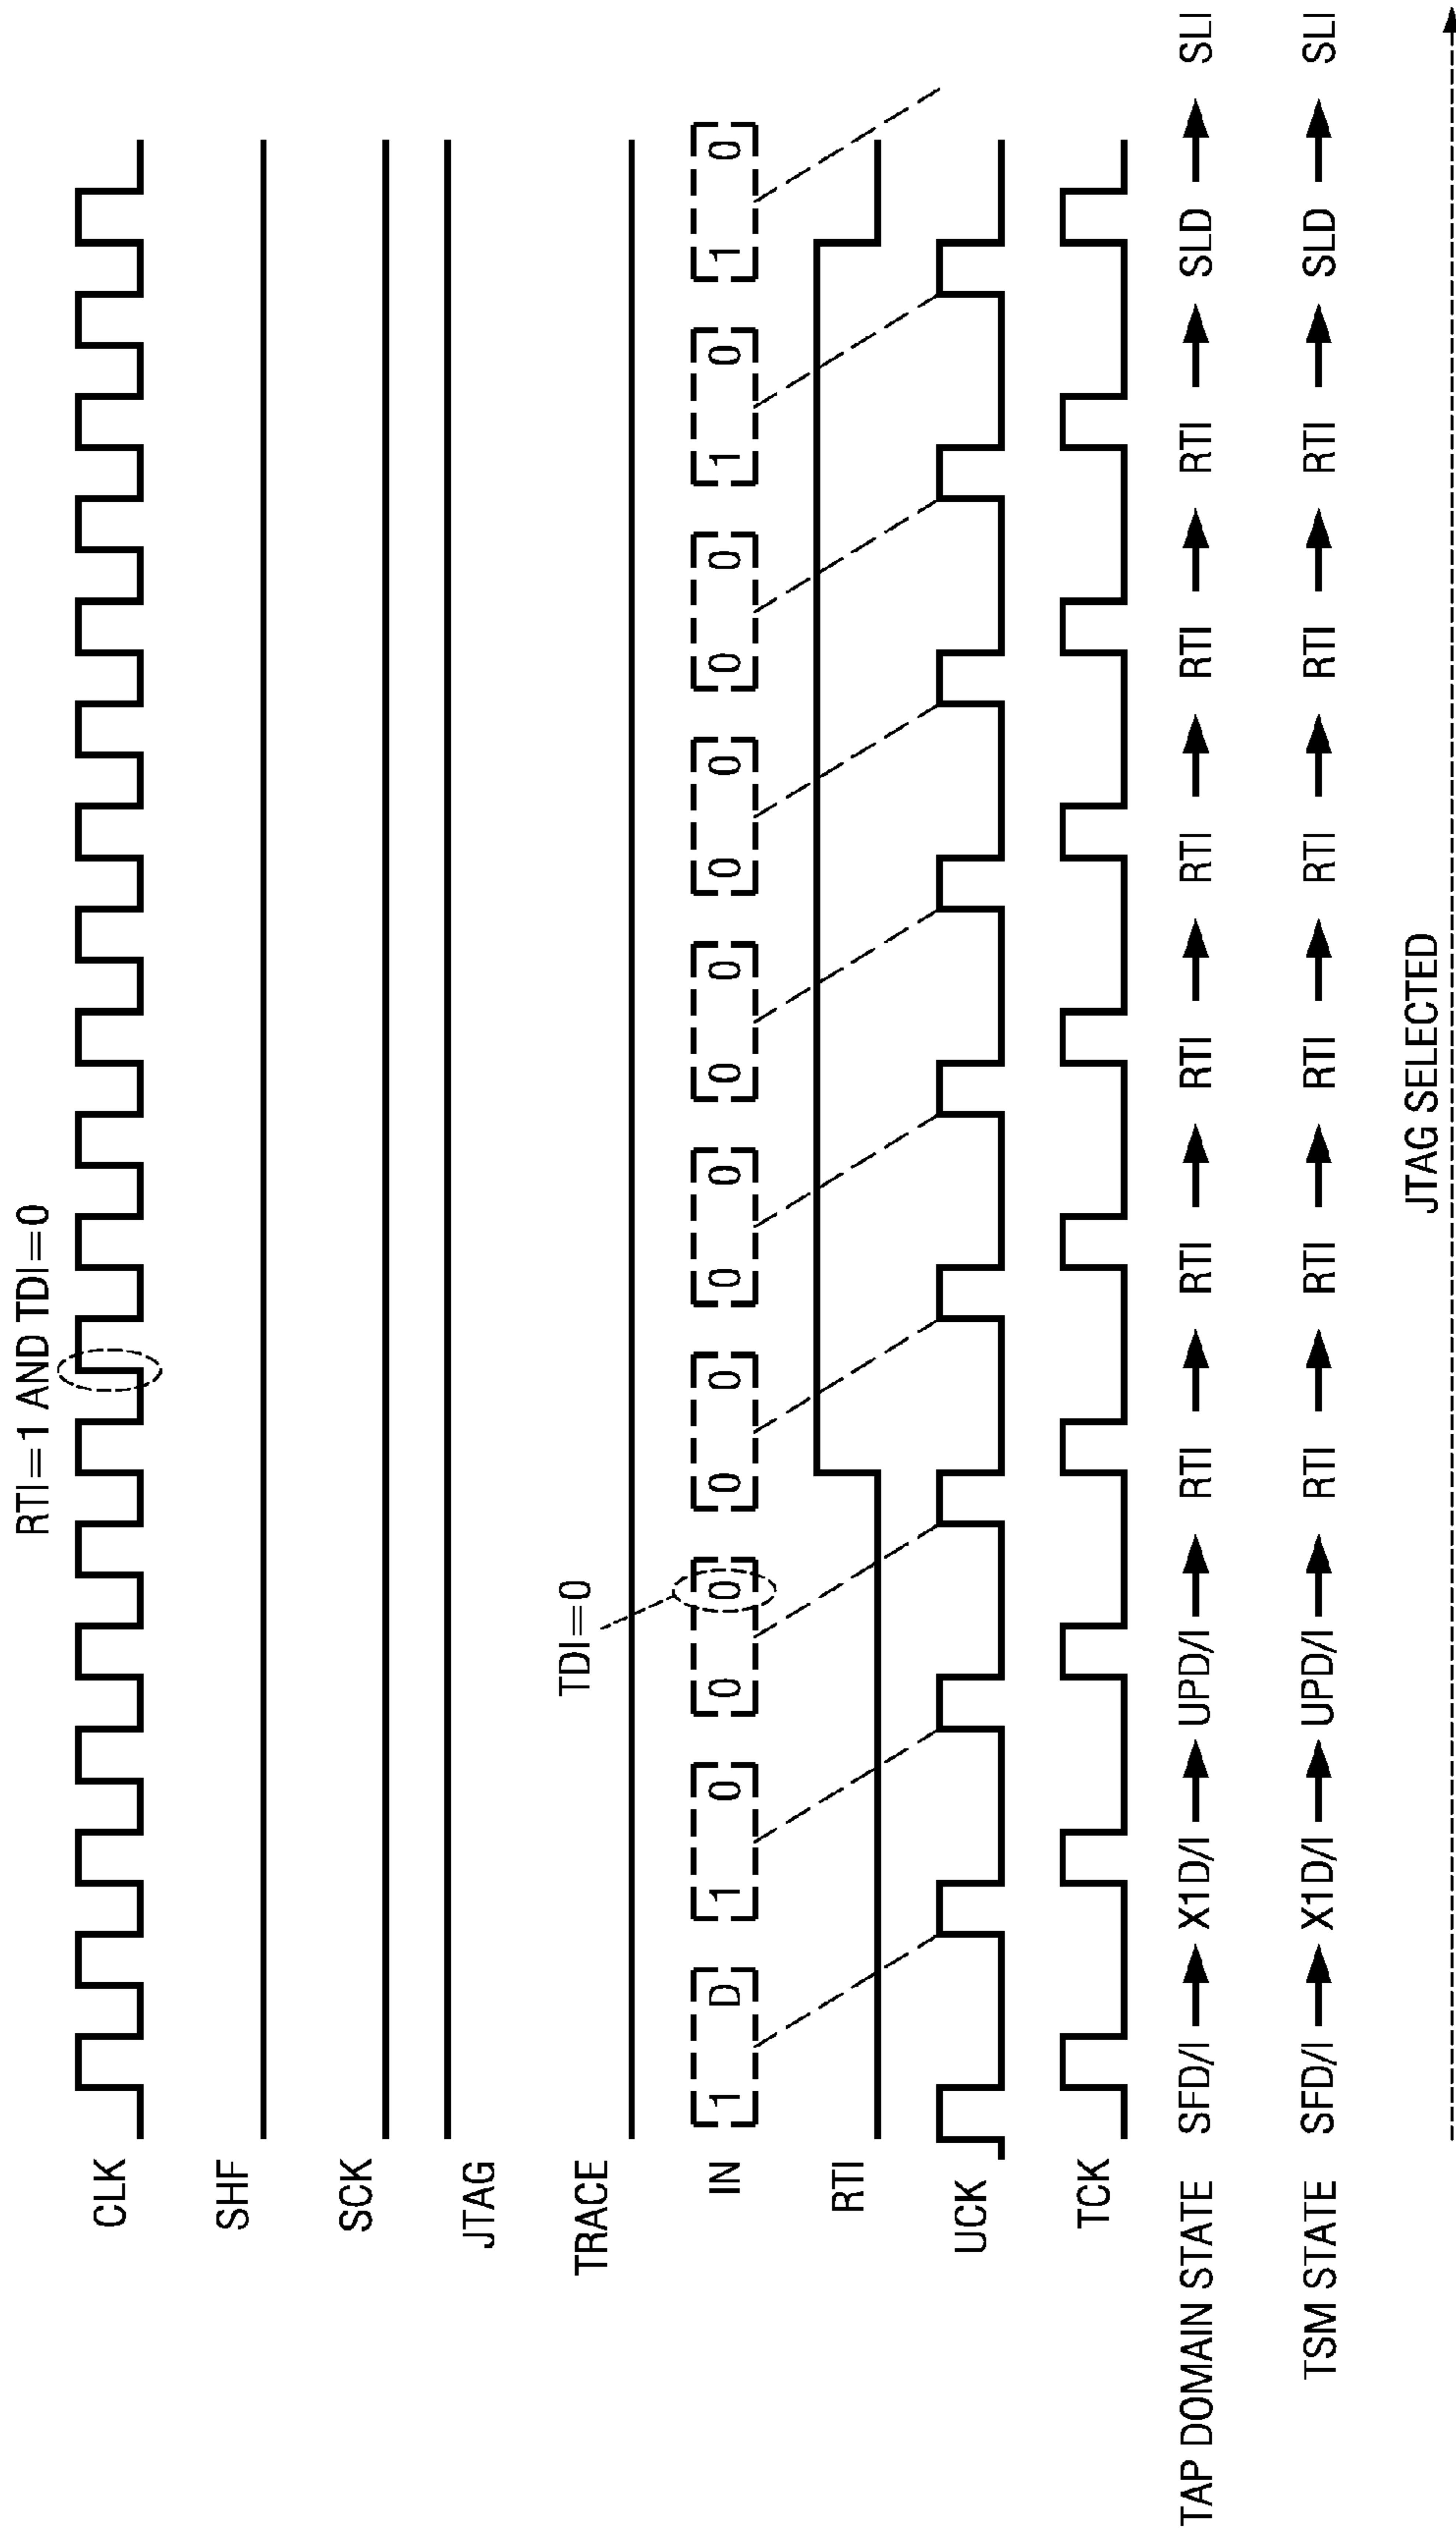 RTI=1 AND TDI=0
CLK
SHF
SCK
JTAG
TDI=0
TRACE
IN 1 D 1 0 0 0 0 0 0 0 0 0 0 0 0 0 1 0 1 0
RTI
UCK
TCK
TAP DOMAIN STATE SFD/I X1D/I UPD/I RTI RTI RTI RTI RTI RTI SLD SLI
TSM STATE SFD/I X1D/I UPD/I RTI RTI RTI RTI RTI RTI SLD SLI
JTAG SELECTED